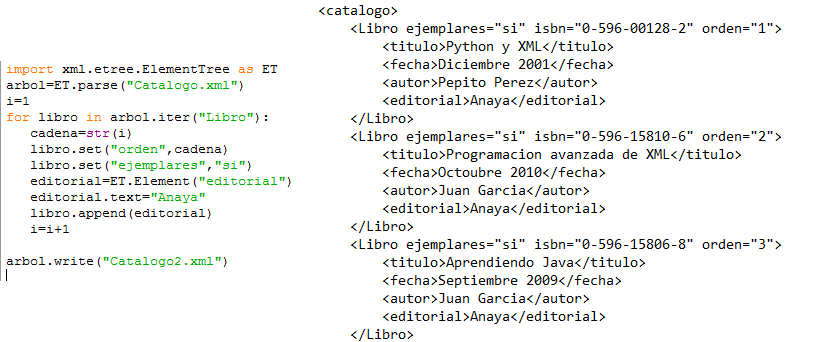 import xml.etree.ElementTree as ET
arbol=ET.parse("Catalogo.xml")
i=1
for libro in arbol.iter("Libro"):
   cadena=str(i)
   libro.set("orden",cadena)
   libro.set("ejemplares","si")
   editorial=ET.Element("editorial")
   editorial.text="Anaya"
   libro.append(editorial)
   i=i+1
arbol.write("Catalogo2.xml")
<catalogo>
    <Libro ejemplares="si" isbn="0-596-00128-2" orden="1">
        <titulo>Python y XML</titulo>
        <fecha>Diciembre 2001</fecha>
        <autor>Pepito Perez</autor>
        <editorial>Anaya</editorial>
    </Libro>
    <Libro ejemplares="si" isbn="0-596-15810-6" orden="2">
        <titulo>Programacion avanzada de XML</titulo>
        <fecha>Octoubre 2010</fecha>
        <autor>Juan Garcia</autor>
        <editorial>Anaya</editorial>
    </Libro>
    <Libro ejemplares="si" isbn="0-596-15806-8" orden="3">
        <titulo>Aprendiendo Java</titulo>
        <fecha>Septiembre 2009</fecha>
        <autor>Juan Garcia</autor>
        <editorial>Anaya</editorial>
    </Libro>